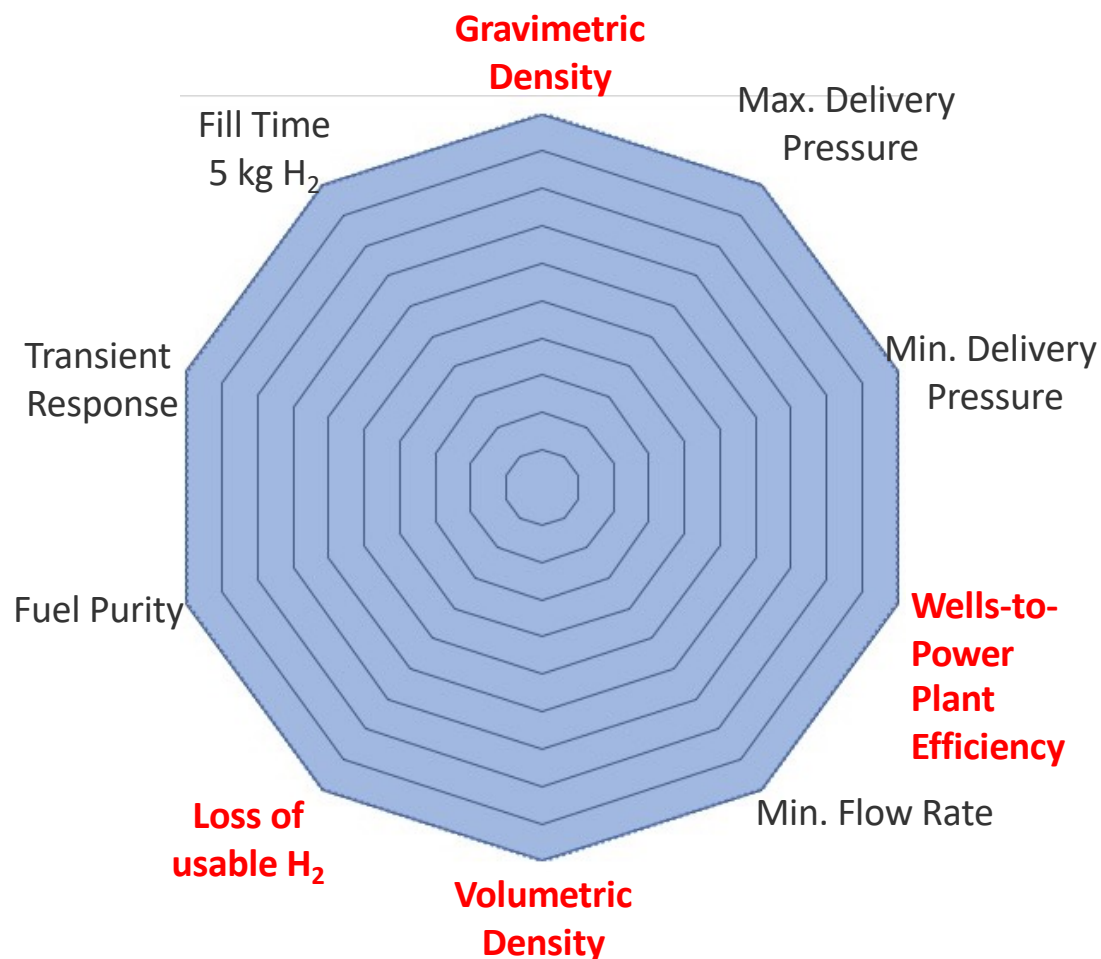 Gravimetric
Density
Max. Delivery
Pressure
Fill Time
5 kg H₂
Transient
Response
Min. Delivery
Pressure
Fuel Purity
Wells-to-
Power
Plant
Efficiency
Loss of
usable H₂
Min. Flow Rate
Volumetric
Density